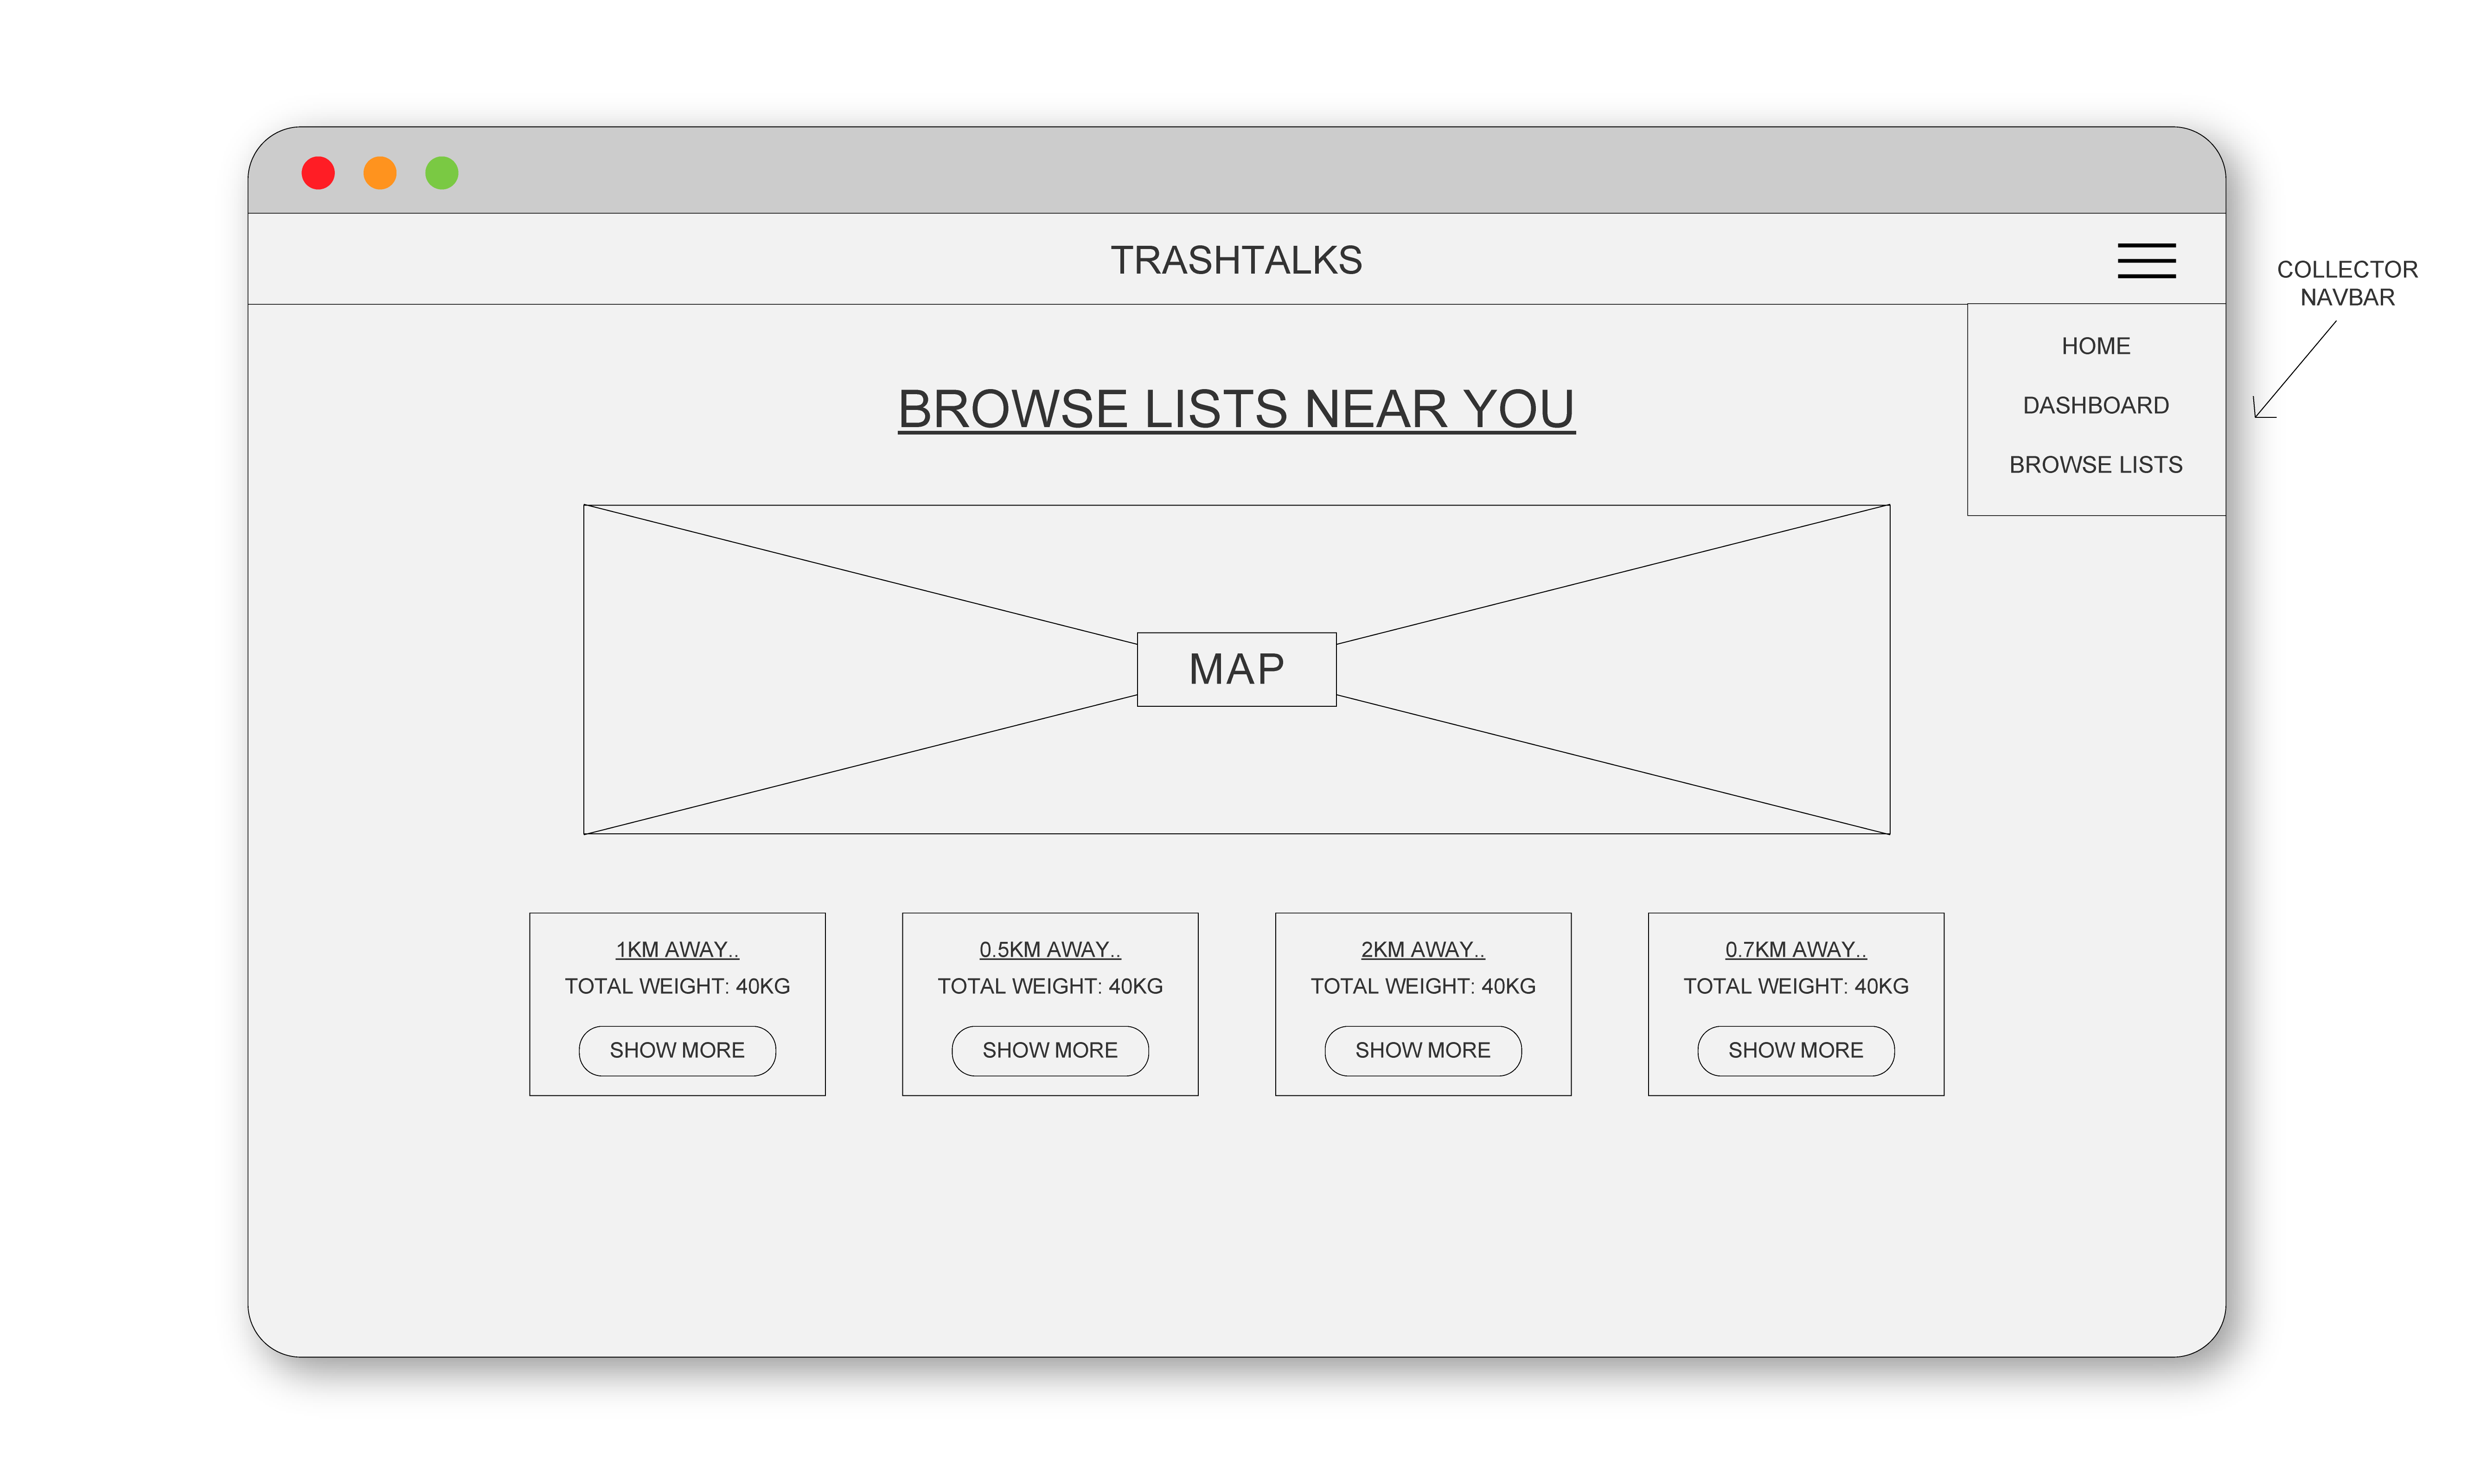 TRASHTALKS
COLLECTOR
NAVBAR
HOME
DASHBOARD
BROWSE LISTS
BROWSE LISTS NEAR YOU
MAP
1KM AWAY..
TOTAL WEIGHT: 40KG
SHOW MORE
0.5KM AWAY..
TOTAL WEIGHT: 40KG
SHOW MORE
2KM AWAY..
TOTAL WEIGHT: 40KG
SHOW MORE
0.7KM AWAY..
TOTAL WEIGHT: 40KG
SHOW MORE